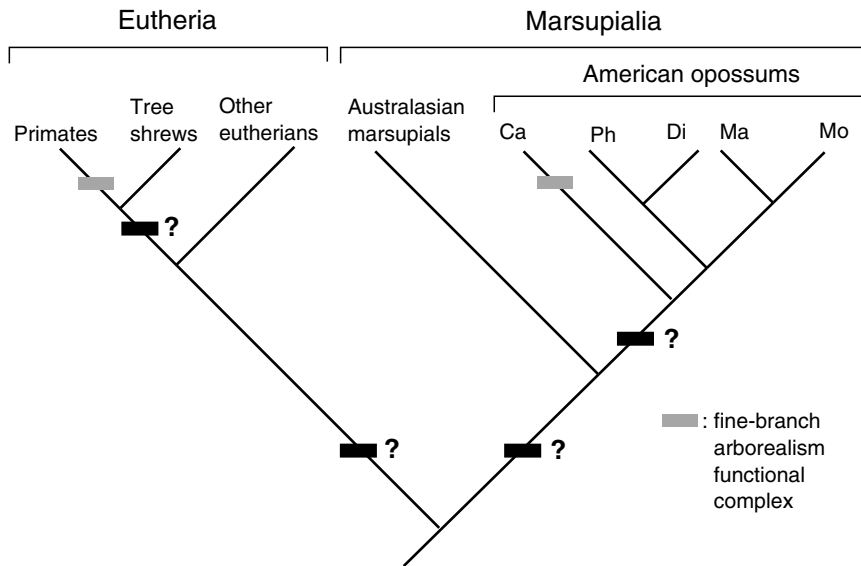 Eutheria
Marsupialia
American opossums
Primates
Tree
shrews
Other
eutherians
Australasian
marsupials
Ca
Ph
Di
Ma
Mo
?
?
?
?
: fine-branch
arborealism
functional
complex